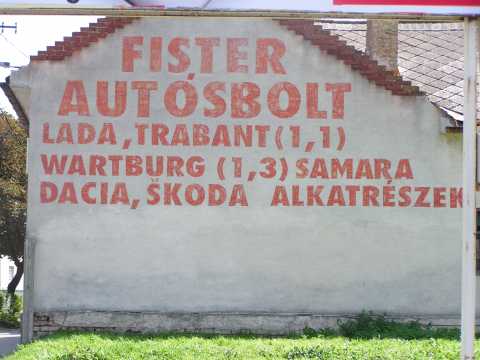 FISTER
AUTÓSBOLT
LADA, TRABANT (1,1)
WARTBURG (1,3) SAMARA
DACIA, ŠKODA ALKATRÉSZEK